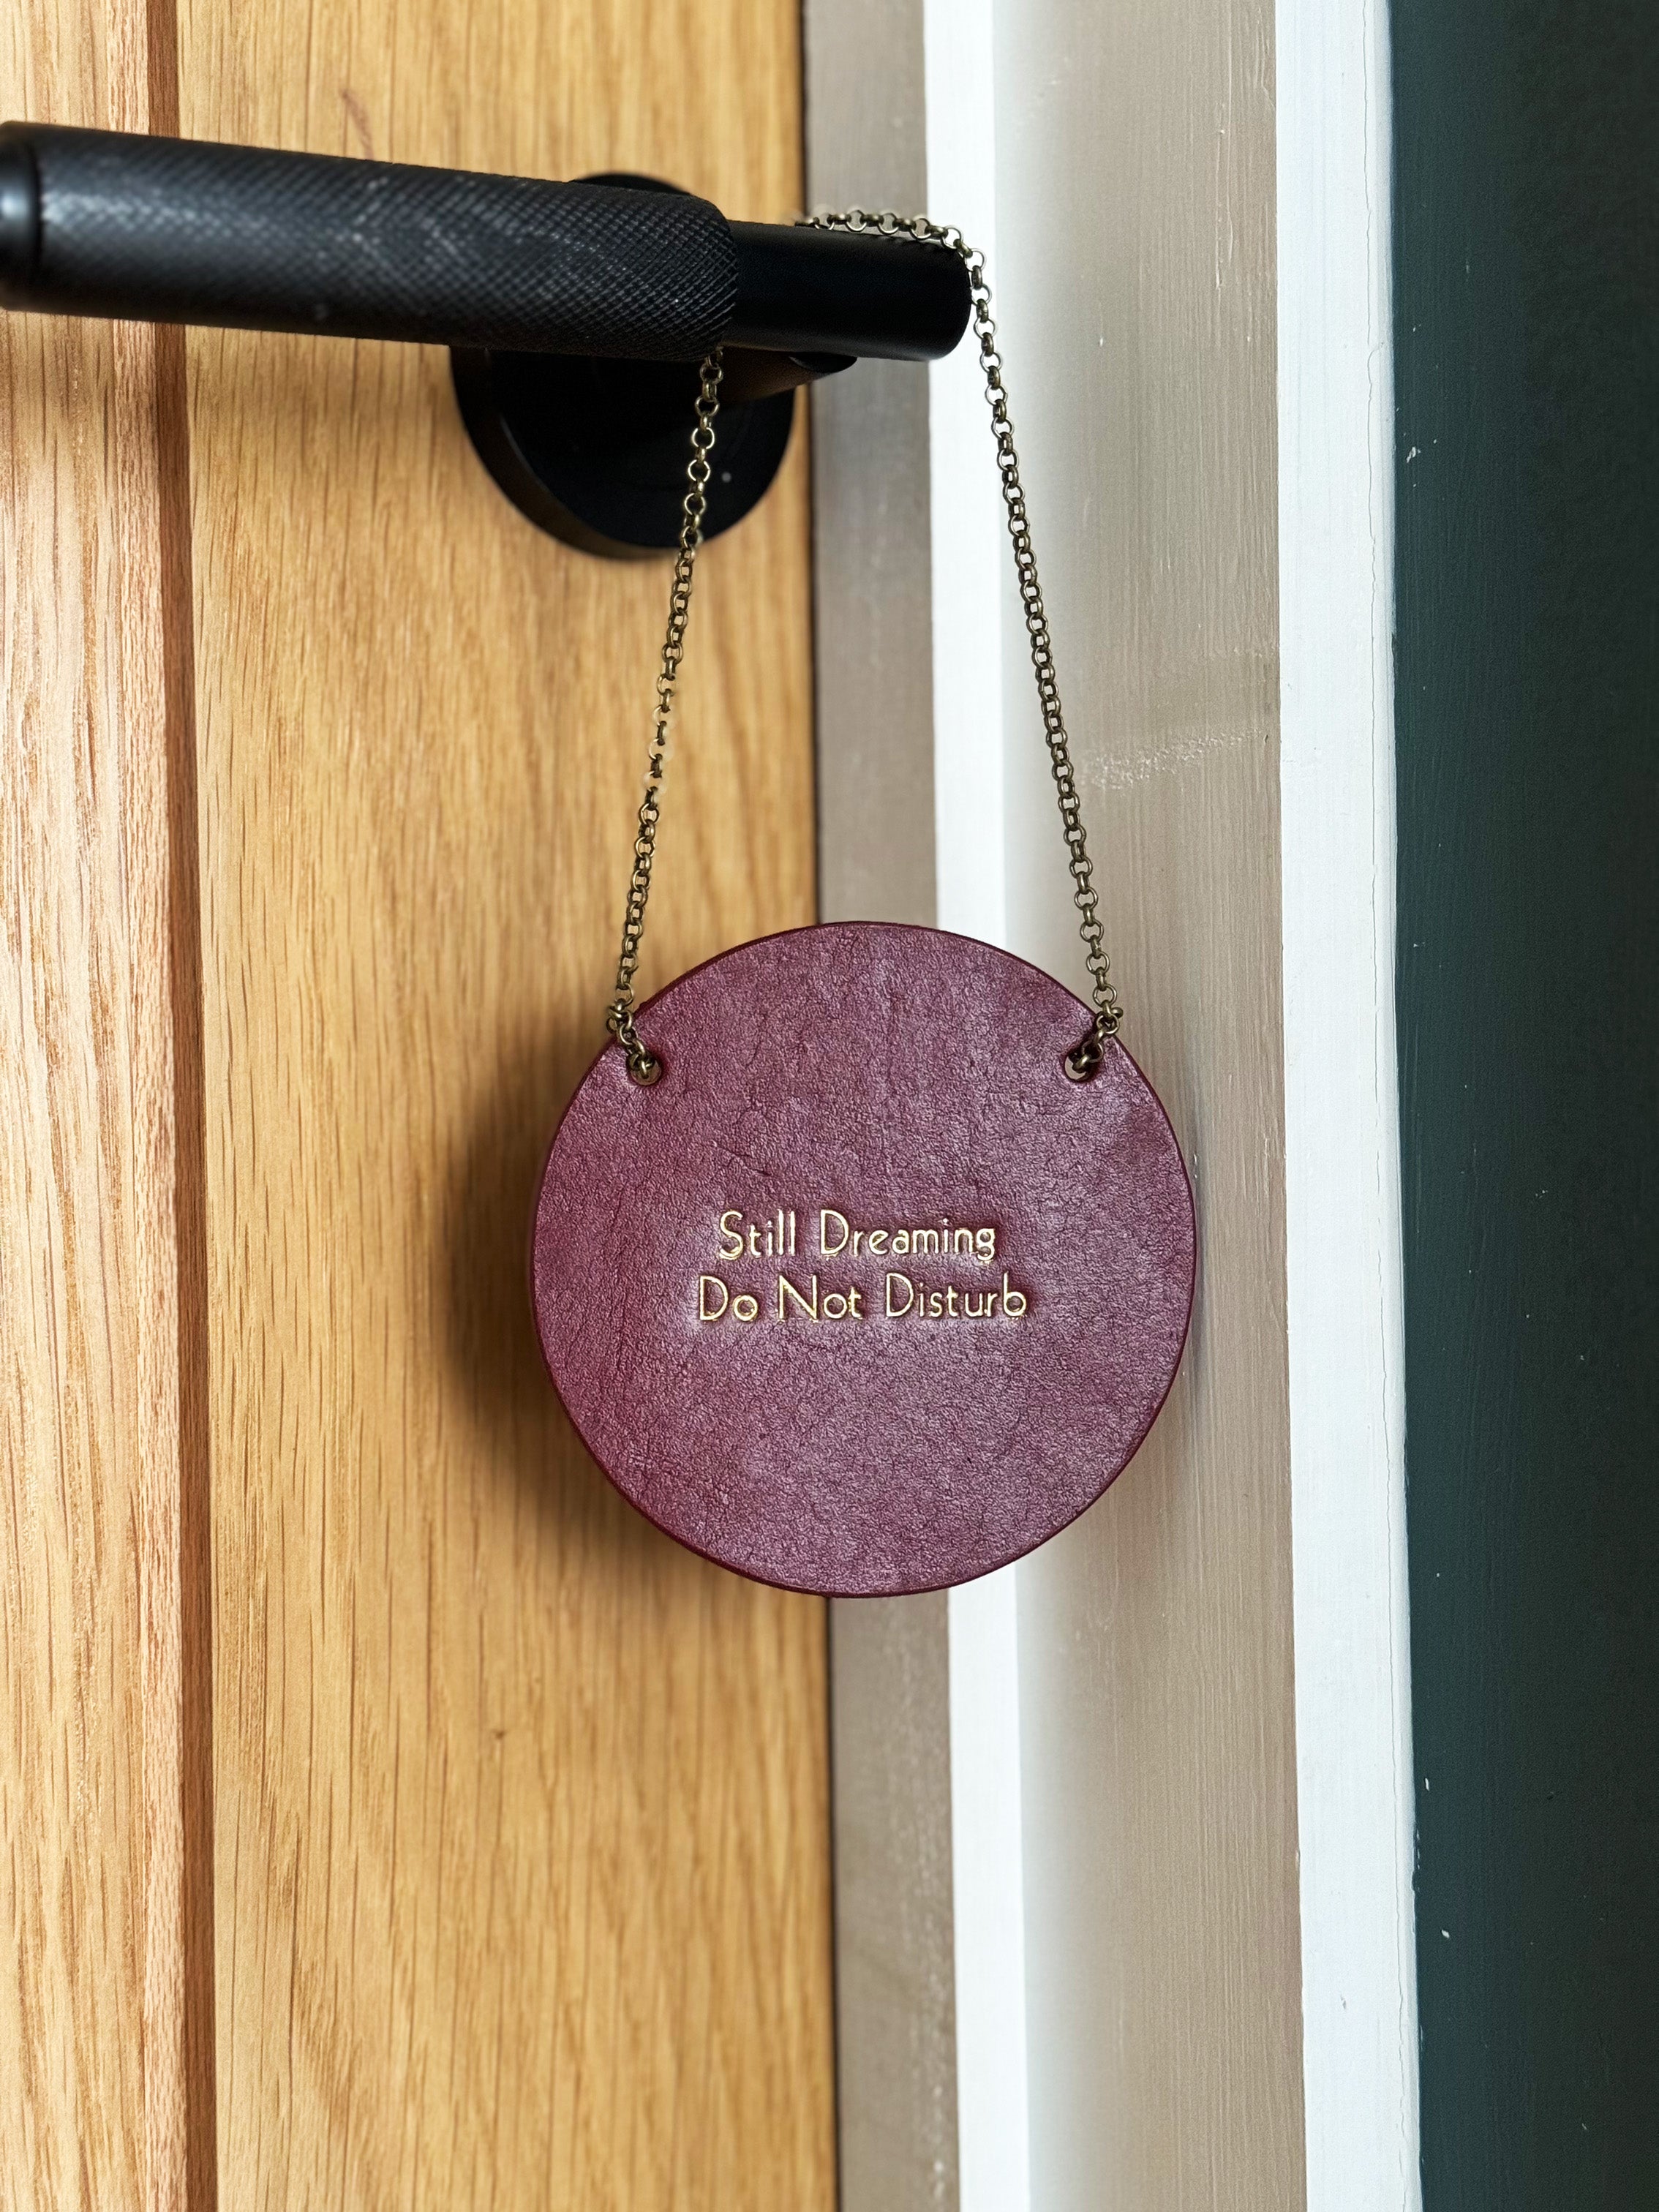 Still Dreaming
Do Not Disturb